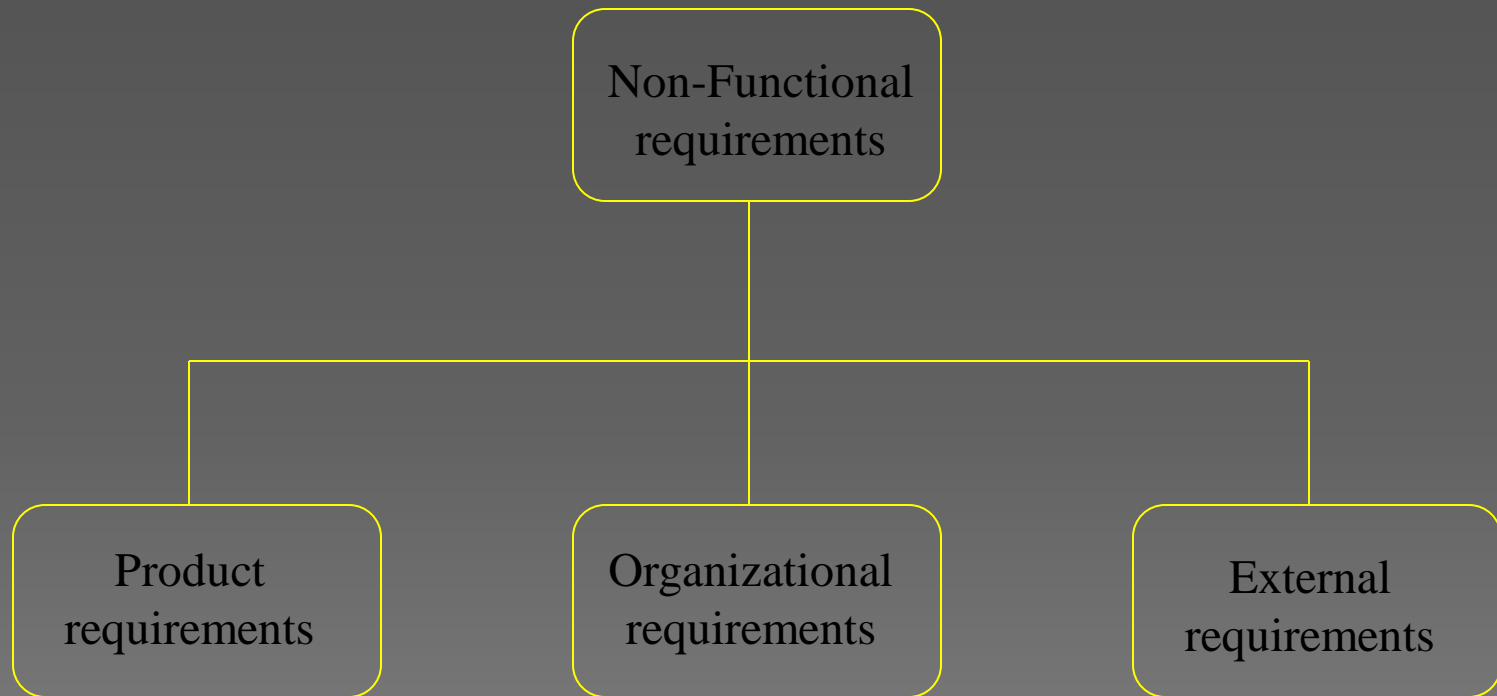 Non-Functional
requirements
Product
requirements
Organizational
requirements
External
requirements